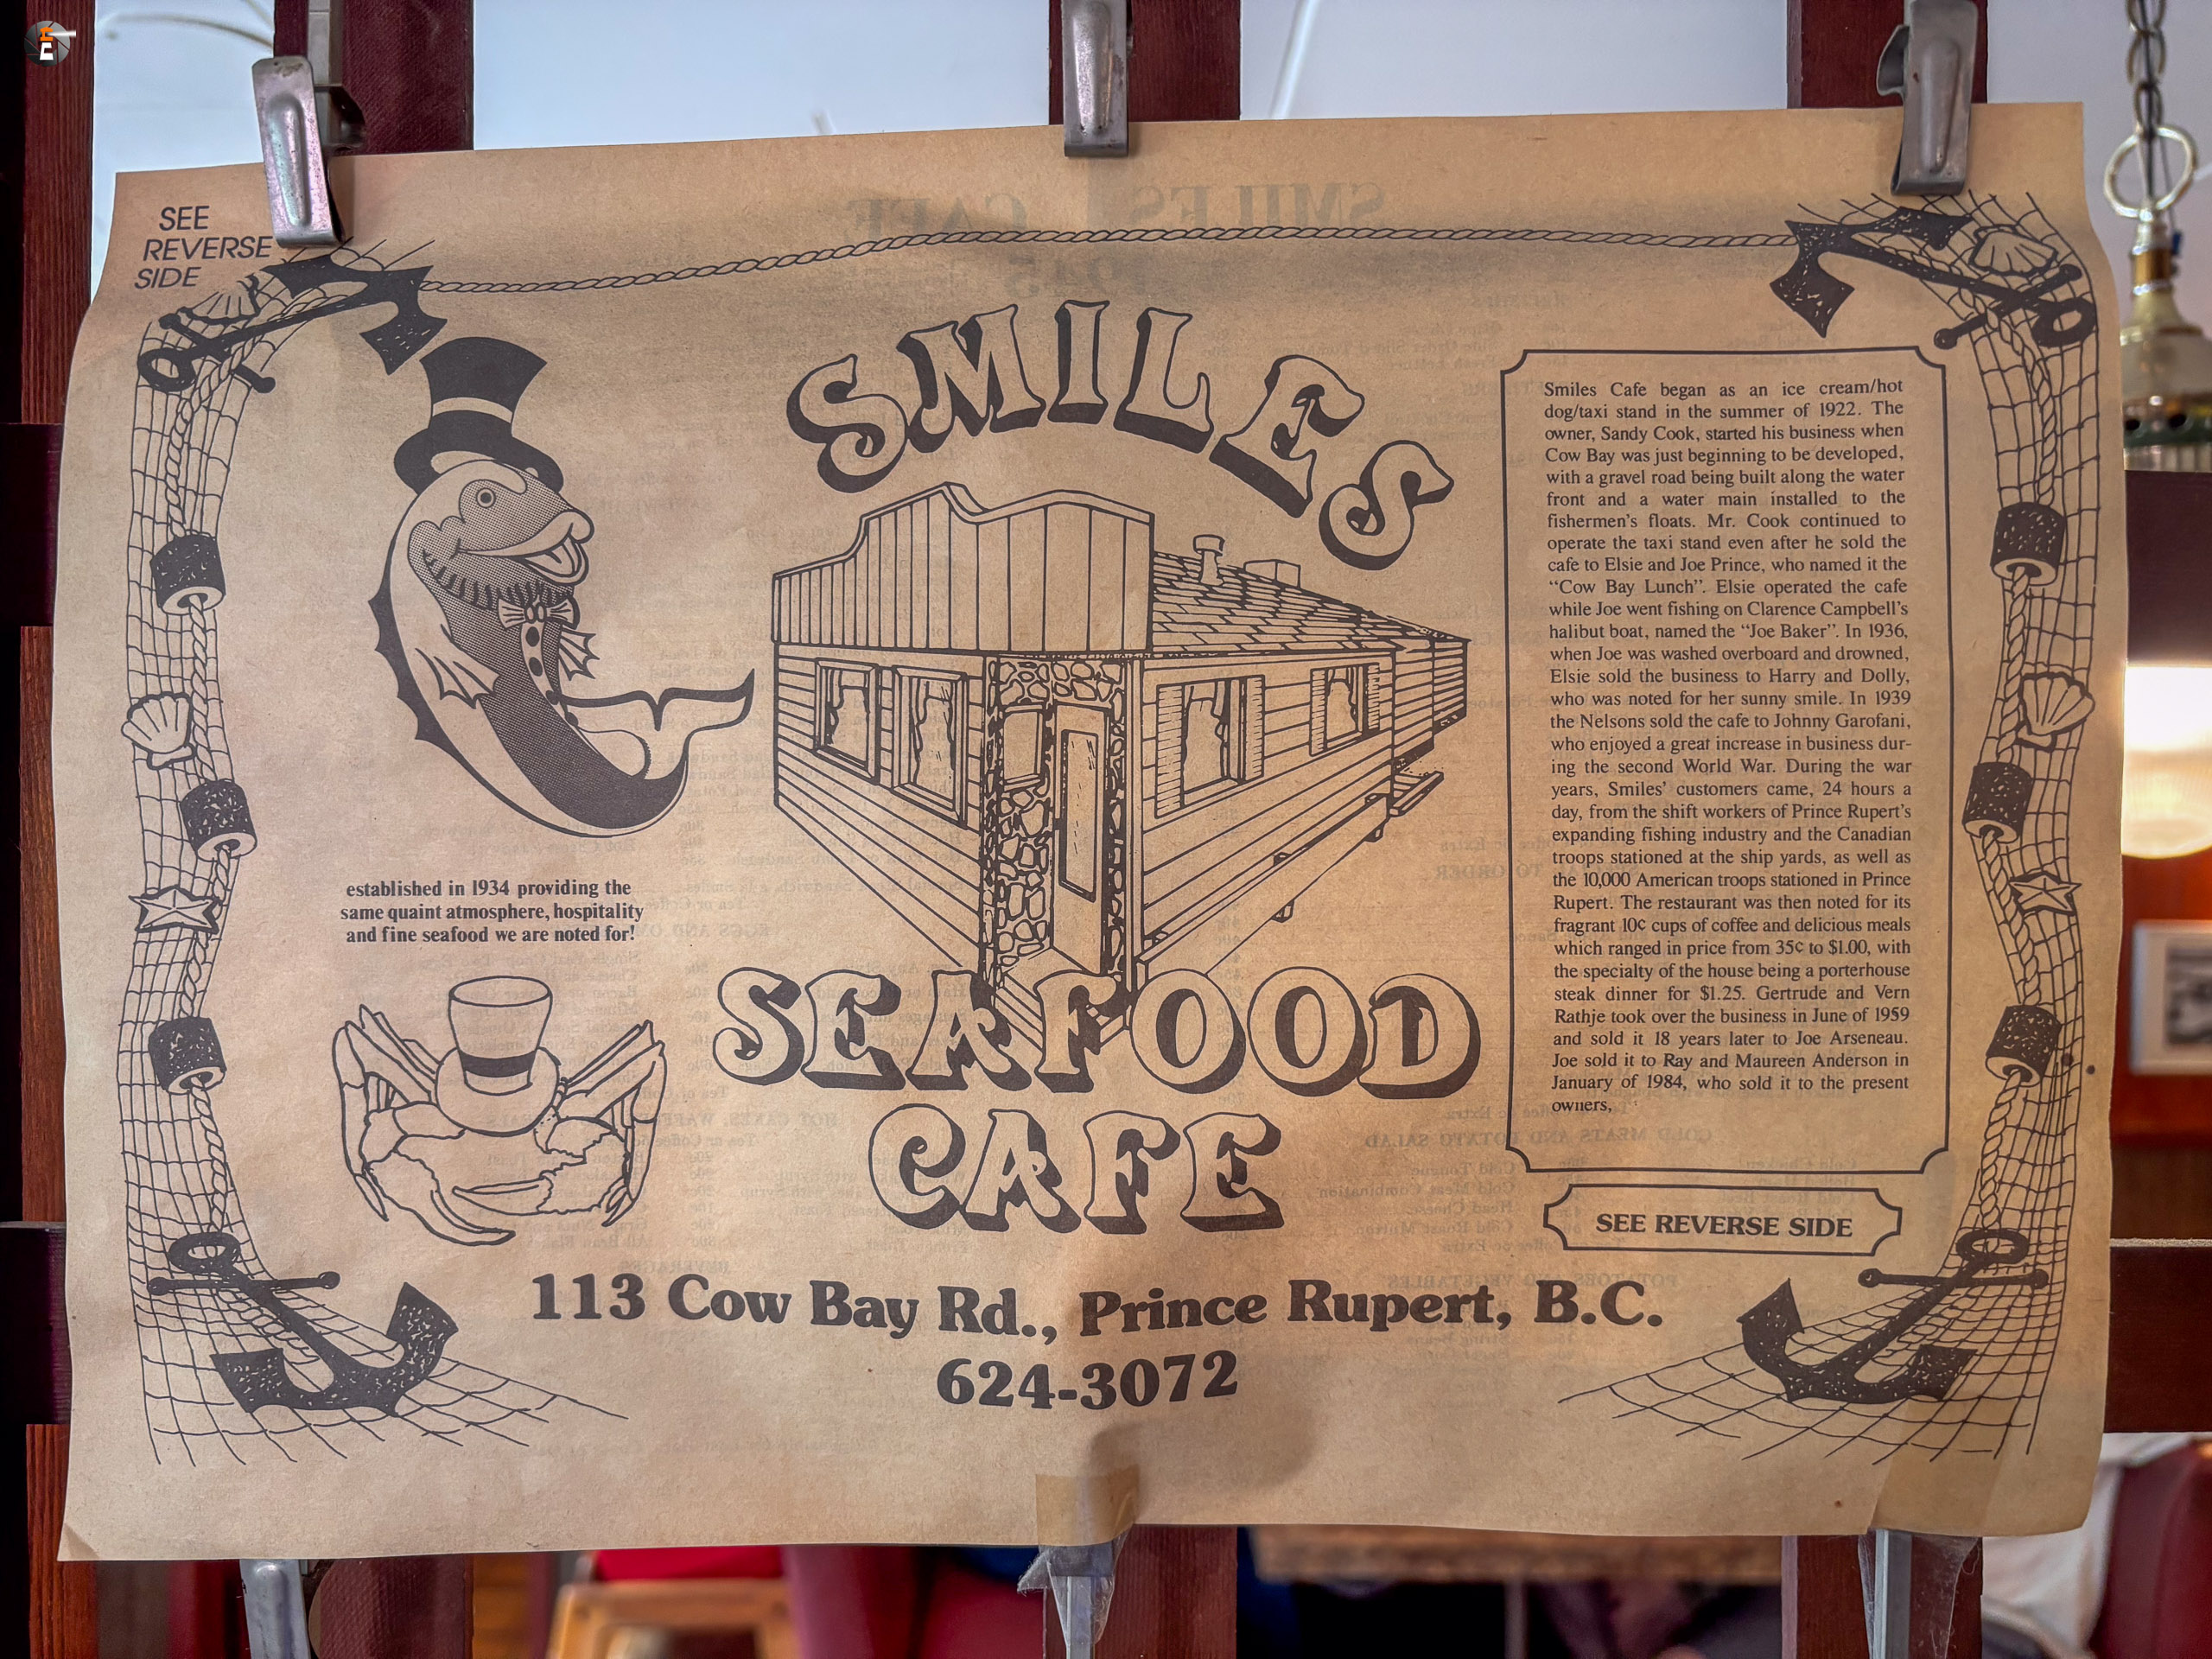 SEE
REVERSE
SIDE
SMILES
SEAFOOD
CAFE
established in 1934 providing the
same quaint atmosphere, hospitality
and fine seafood we are noted for!
Smiles Cafe began as an ice cream/hot
dog/taxi stand in the summer of 1922. The
owner, Sandy Cook, started his business when
Cow Bay was just beginning to be developed,
with a gravel road being built along the water
front and a water main installed to the
fishermen's floats. Mr. Cook continued to
operate the taxi stand even after he sold the
cafe to Elsie and Joe Prince, who named it the
"Cow Bay Lunch". Elsie operated the cafe
while Joe went fishing on Clarence Campbell's
halibut boat, named the "Joe Baker". In 1936,
when Joe was washed overboard and drowned,
Elsie sold the business to Harry and Dolly,
who was noted for her sunny smile. In 1939
the Nelsons sold the cafe to Johnny Garofani,
who enjoyed a great increase in business dur-
ing the second World War. During the war
years, Smiles' customers came, 24 hours a
day, from the shift workers of Prince Rupert's
expanding fishing industry and the Canadian
troops stationed at the ship yards, as well as
the 10,000 American troops stationed in Prince
Rupert. The restaurant was then noted for its
fragrant 10¢ cups of coffee and delicious meals
which ranged in price from 35¢ to $1.00, with
the specialty of the house being a porterhouse
steak dinner for $1.25. Gertrude and Vern
Rathje took over the business in June of 1959
and sold it 18 years later to Joe Arseneau.
Joe sold it to Ray and Maureen Anderson in
January of 1984, who sold it to the present
owners,
SEE REVERSE SIDE
113 Cow Bay Rd., Prince Rupert, B.C.
624-3072